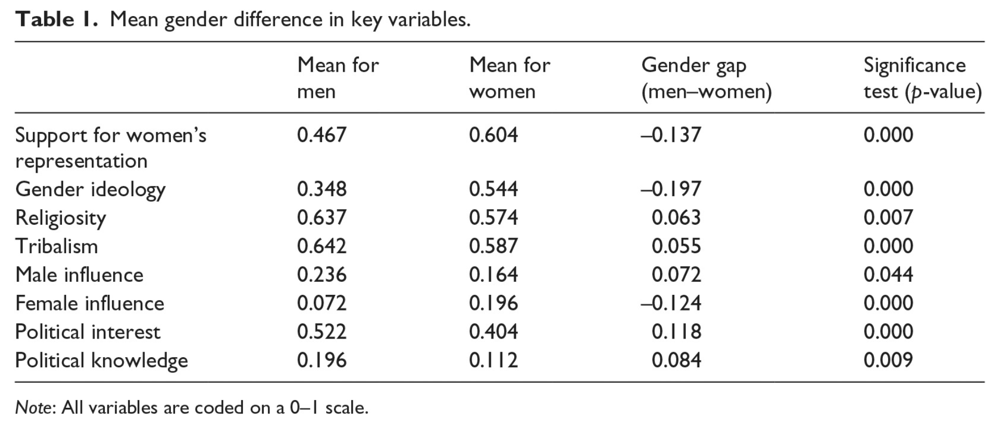 Table 1. Mean gender difference in key variables.
Mean for men Mean for women Gender gap (men–women) Significance test (p-value)
Support for women's representation 0.467 0.604 –0.137 0.000
Gender ideology 0.348 0.544 –0.197 0.000
Religiosity 0.637 0.574 0.063 0.007
Tribalism 0.642 0.587 0.055 0.000
Male influence 0.236 0.164 0.072 0.044
Female influence 0.072 0.196 –0.124 0.000
Political interest 0.522 0.404 0.118 0.000
Political knowledge 0.196 0.112 0.084 0.009
Note: All variables are coded on a 0–1 scale.